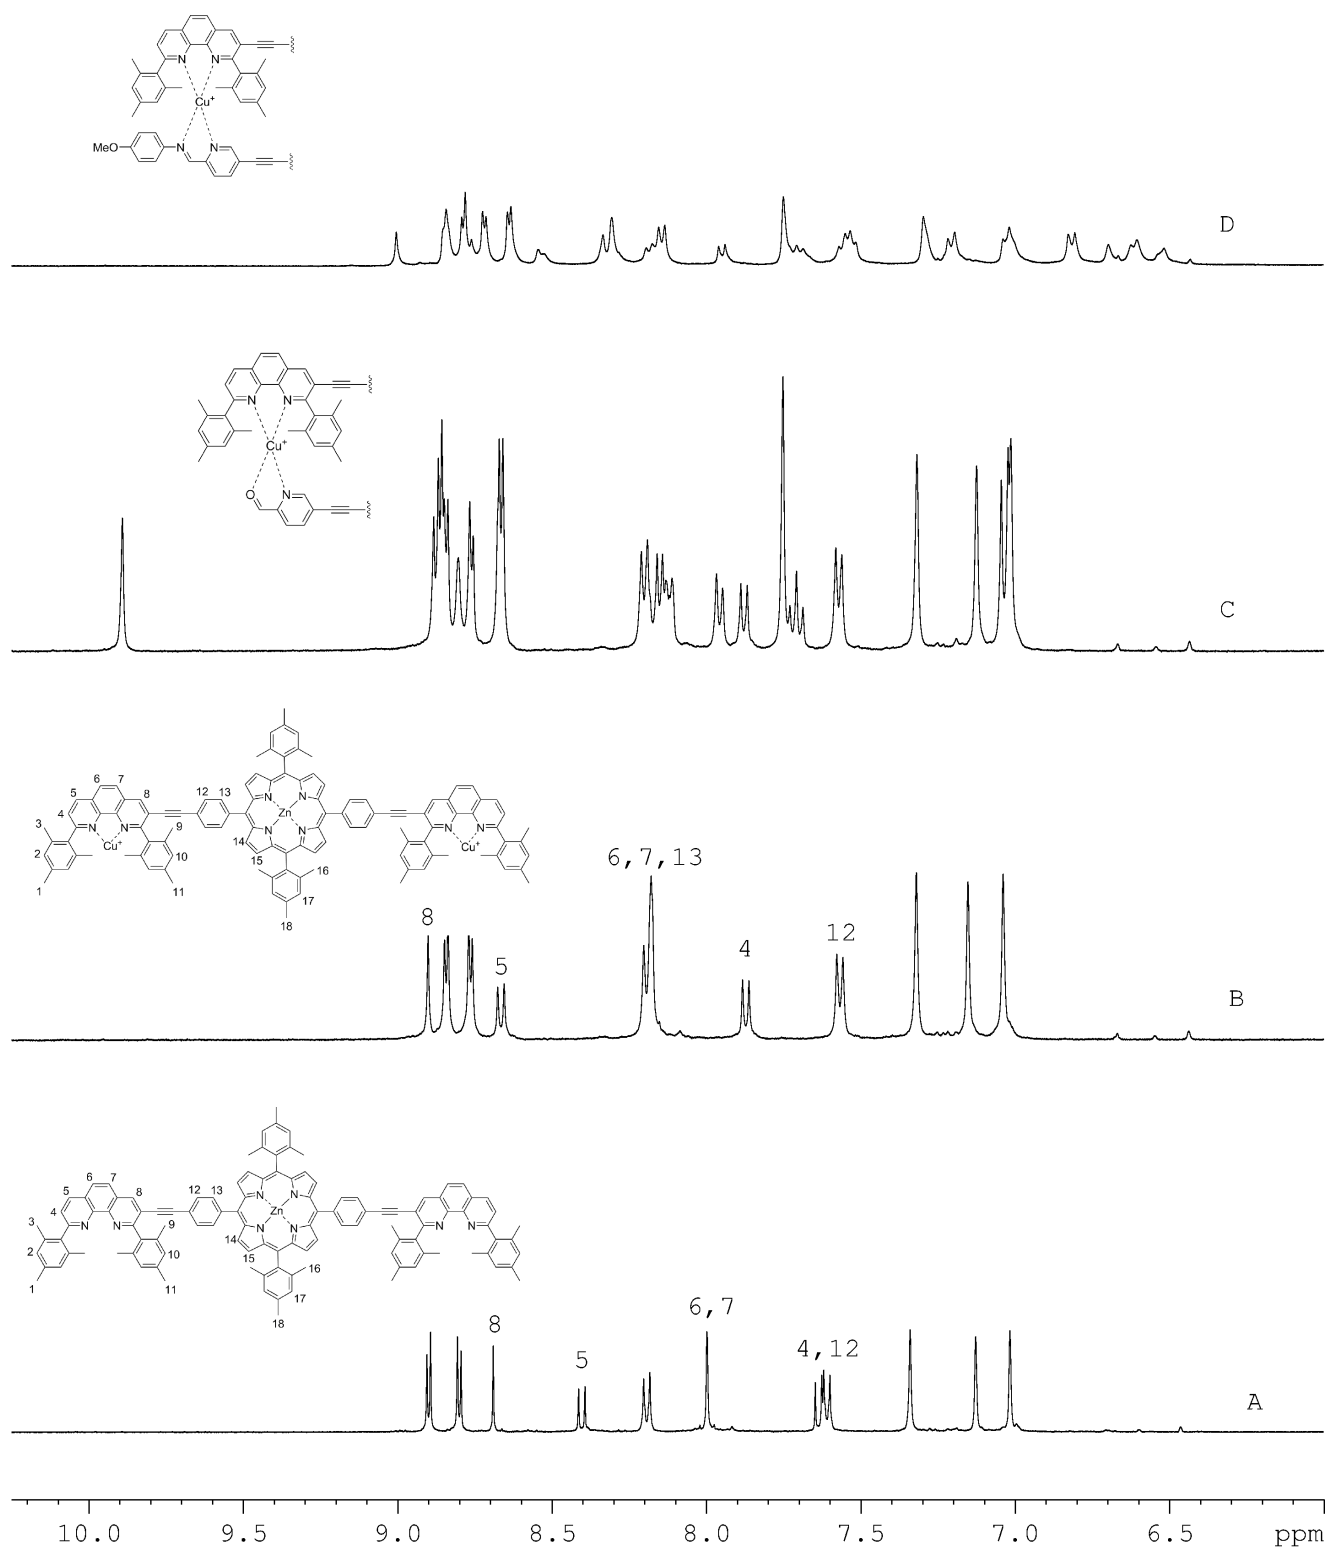 N N
Cu+
MeO N N
D
N N
Cu+
O N
C
6 7 12 13
5 8
4 N N
3 N N Zn 9 N N
2 Cu+ 10 14 N N Cu+
15 16
1 11 17
18
6,7,13
8
5
4
12
B
6 7 12 13
5 8
4 N N
3 N N Zn 9 N N
2 10 14 N N
15 16
1 11 17
18
8
5
6,7
4,12
A
10.0 9.5 9.0 8.5 8.0 7.5 7.0 6.5 ppm